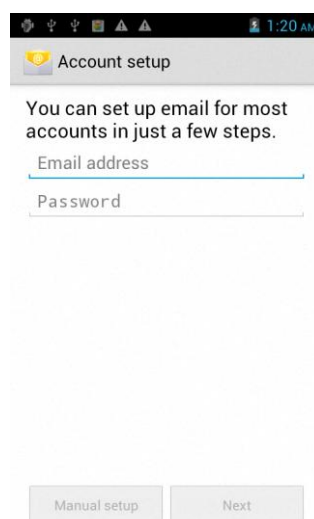 1:20 AM
Account setup
You can set up email for most
accounts in just a few steps.
Email address
Password
Manual setup
Next